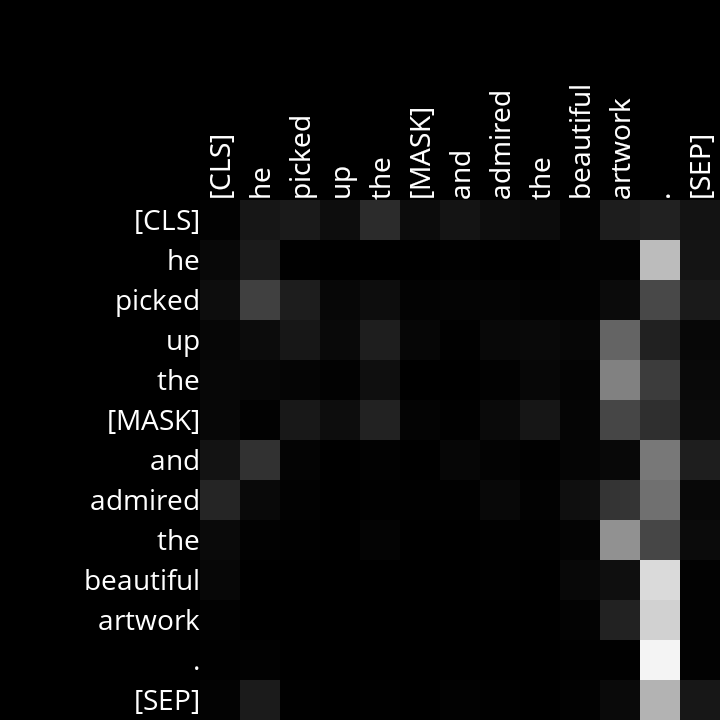 [CLS] he picked up the [MASK] and admired the beautiful artwork . [SEP]
[CLS]
he
picked
up
the
[MASK]
and
admired
the
beautiful
artwork
.
[SEP]